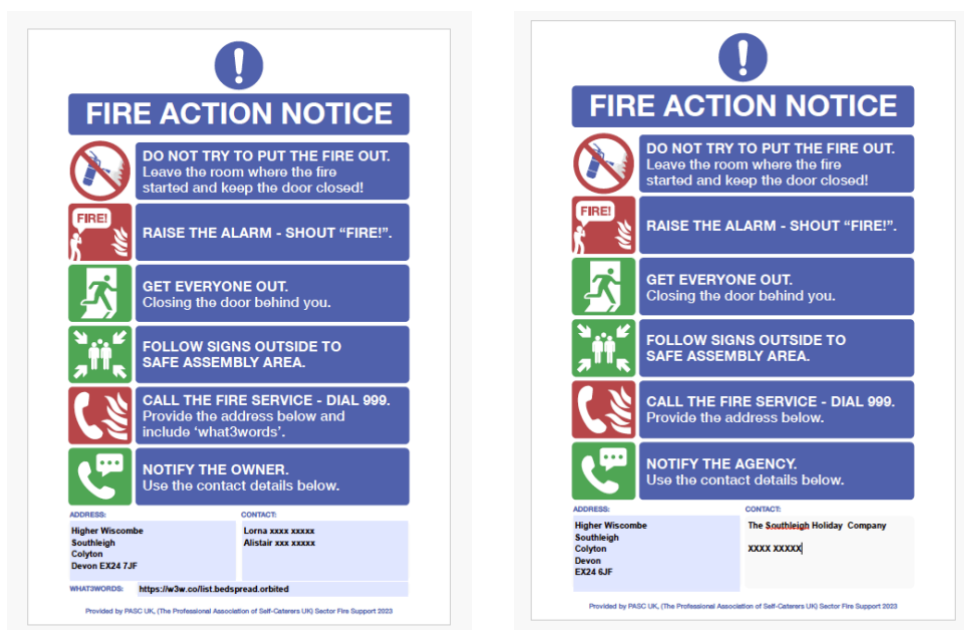 FIRE ACTION NOTICE
DO NOT TRY TO PUT THE FIRE OUT.
Leave the room where the fire
started and keep the door closed!
FIRE!
RAISE THE ALARM - SHOUT “FIRE!”.
GET EVERYONE OUT.
Closing the door behind you.
FOLLOW SIGNS OUTSIDE TO
SAFE ASSEMBLY AREA.
CALL THE FIRE SERVICE - DIAL 999.
Provide the address below and
include ‘what3words’.
NOTIFY THE OWNER.
Use the contact details below.
ADDRESS:
Higher Wiscombe
Southleigh
Colyton
Devon EX24 7JF
CONTACT:
Lorna xxxx xxxxx
Alistair xxx xxxxx
WHAT3WORDS: https://w3w.co/list.bedspread.orbited
Provided by PASC UK, (The Professional Association of Self-Caterers UK) Sector Fire Support 2023
FIRE ACTION NOTICE
DO NOT TRY TO PUT THE FIRE OUT.
Leave the room where the fire
started and keep the door closed!
FIRE!
RAISE THE ALARM - SHOUT “FIRE!”.
GET EVERYONE OUT.
Closing the door behind you.
FOLLOW SIGNS OUTSIDE TO
SAFE ASSEMBLY AREA.
CALL THE FIRE SERVICE - DIAL 999.
Provide the address below.
NOTIFY THE AGENCY.
Use the contact details below.
ADDRESS:
Higher Wiscombe
Southleigh
Colyton
Devon
EX24 6JF
CONTACT:
The Southleigh Holiday Company
XXXX XXXXX
Provided by PASC UK, (The Professional Association of Self-Caterers UK) Sector Fire Support 2023